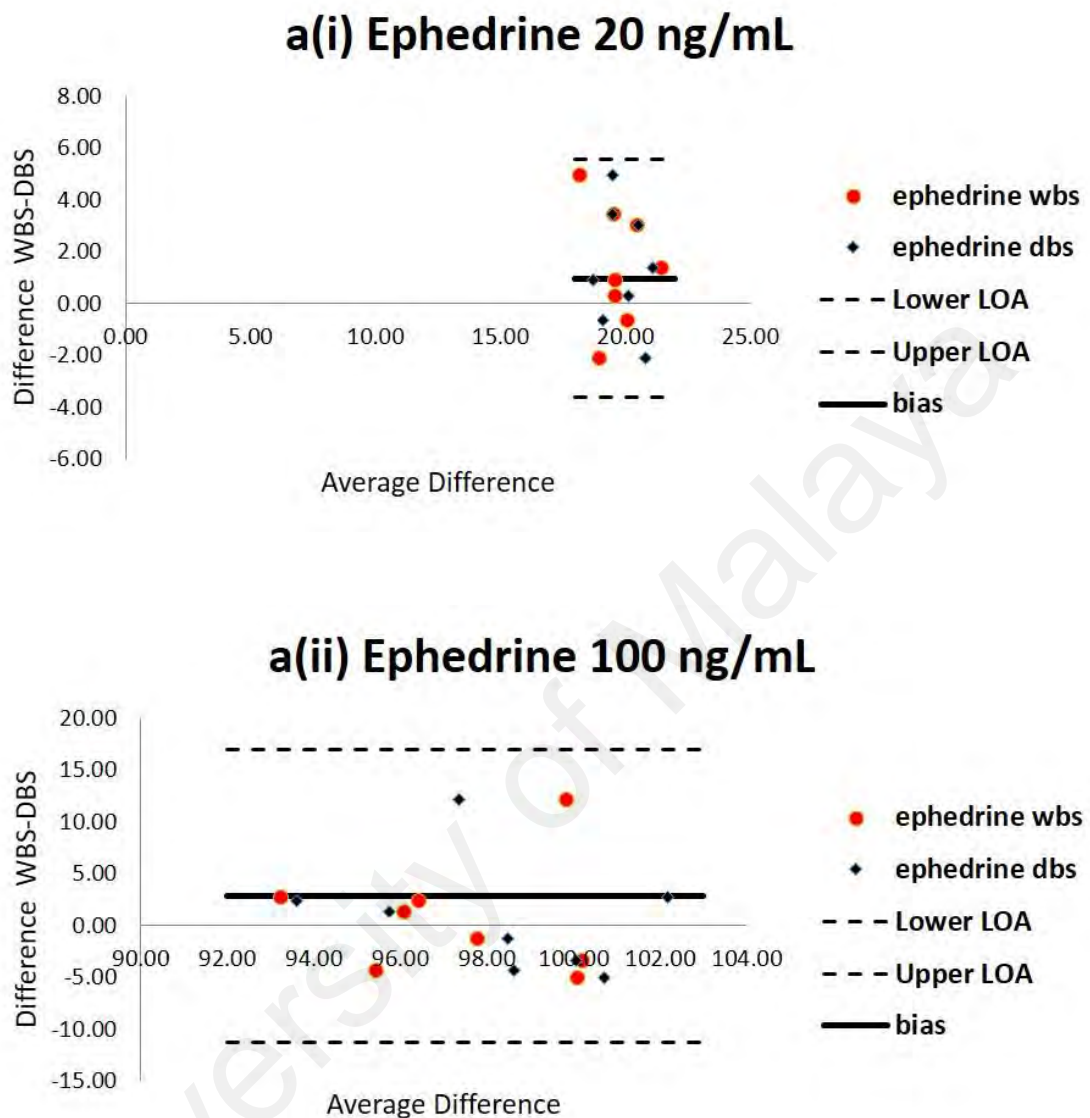 a(i) Ephedrine 20 ng/mL
8.00
6.00
4.00
2.00
0.00
-2.00
-4.00
-6.00
0.00 5.00 10.00 15.00 20.00 25.00
Difference WBS-DBS
Average Difference
ephedrine wbs
ephedrine dbs
Lower LOA
Upper LOA
bias
a(ii) Ephedrine 100 ng/mL
20.00
15.00
10.00
5.00
0.00
-5.00
-10.00
-15.00
90.00 92.00 94.00 96.00 98.00 100.00 102.00 104.00
Difference WBS-DBS
Average Difference
ephedrine wbs
ephedrine dbs
Lower LOA
Upper LOA
bias
versity of Malaya